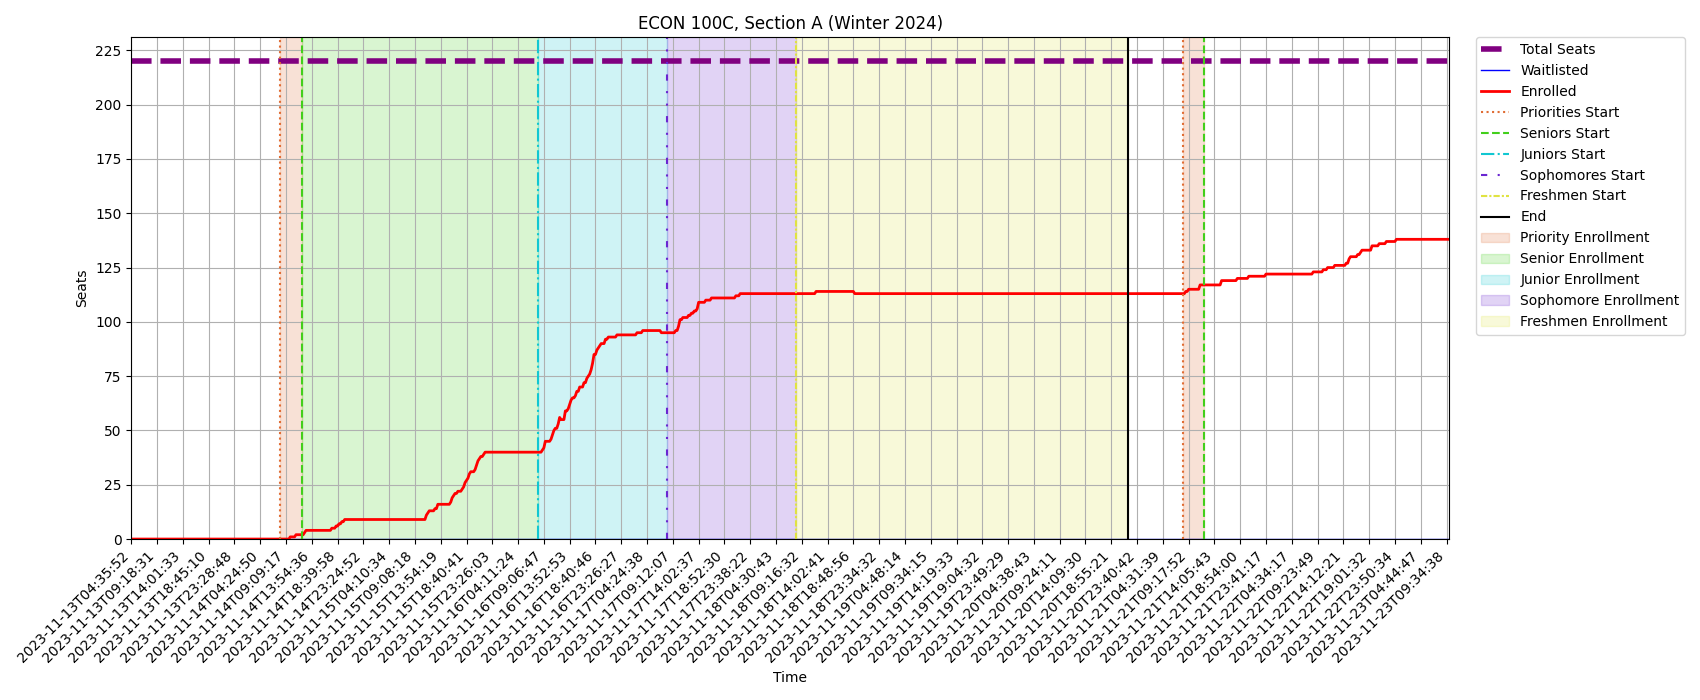 ECON 100C, Section A (Winter 2024)
Seats
225
200
175
150
125
100
75
50
25
0
2023-11-13T04:35:52
2023-11-13T09:18:31
2023-11-13T14:01:33
2023-11-13T18:45:10
2023-11-13T23:28:48
2023-11-14T04:24:50
2023-11-14T09:09:17
2023-11-14T13:54:36
2023-11-14T18:39:58
2023-11-14T23:24:52
2023-11-15T04:10:34
2023-11-15T09:08:18
2023-11-15T13:54:19
2023-11-15T18:40:41
2023-11-15T23:26:03
2023-11-16T04:11:24
2023-11-16T09:06:47
2023-11-16T13:52:53
2023-11-16T18:40:46
2023-11-16T23:26:27
2023-11-17T04:24:38
2023-11-17T09:12:07
2023-11-17T14:02:37
2023-11-17T18:52:30
2023-11-17T23:38:22
2023-11-18T04:30:43
2023-11-18T09:16:32
2023-11-18T14:02:41
2023-11-18T18:48:56
2023-11-18T23:34:32
2023-11-19T04:48:14
2023-11-19T09:34:15
2023-11-19T14:19:33
2023-11-19T19:04:32
2023-11-19T23:49:29
2023-11-20T04:38:43
2023-11-20T09:24:11
2023-11-20T14:09:30
2023-11-20T18:55:21
2023-11-20T23:40:42
2023-11-21T04:31:39
2023-11-21T09:17:52
2023-11-21T14:05:43
2023-11-21T18:54:00
2023-11-21T23:41:17
2023-11-22T04:34:17
2023-11-22T09:23:49
2023-11-22T14:12:21
2023-11-22T19:01:32
2023-11-22T23:50:34
2023-11-23T04:44:47
2023-11-23T09:34:38
Time
Total Seats
Waitlisted
Enrolled
Priorities Start
Seniors Start
Juniors Start
Sophomores Start
Freshmen Start
End
Priority Enrollment
Senior Enrollment
Junior Enrollment
Sophomore Enrollment
Freshmen Enrollment